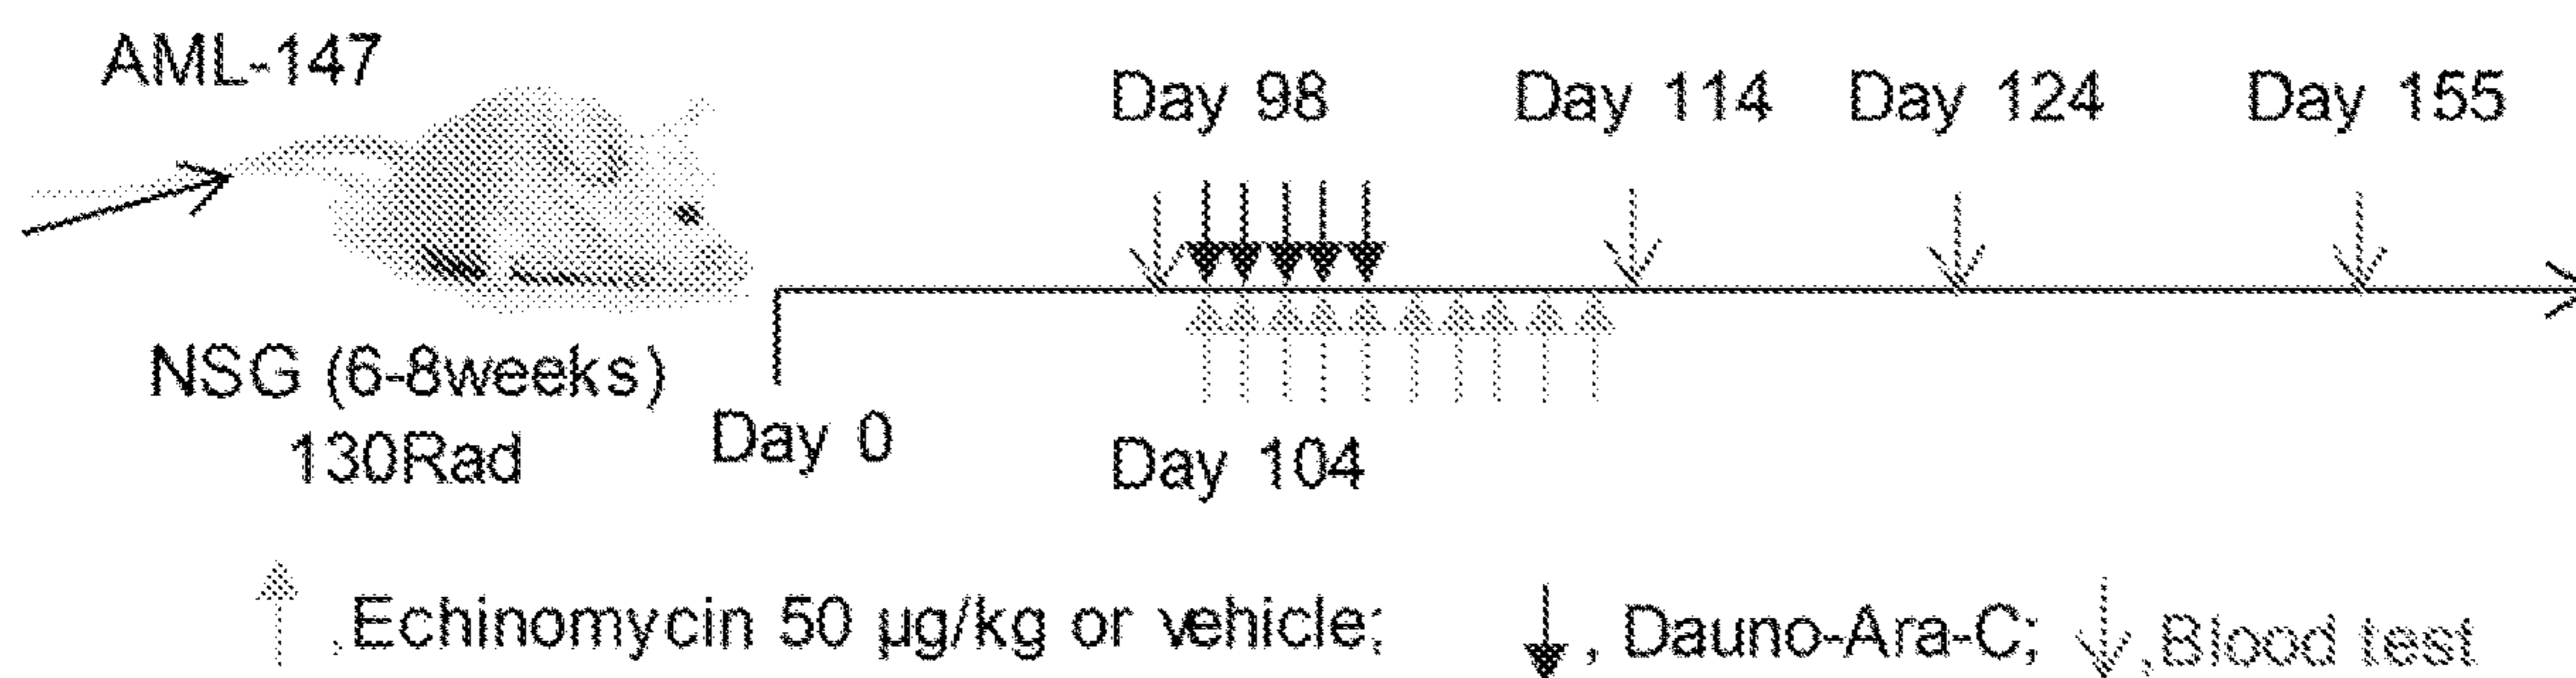 AML-147
Day 98 Day 114 Day 124 Day 155
NSG (6-8weeks)
130Rad
Day 0
Day 104
, Echinomycin 50 µg/kg or vehicle; , Dauno-Ara-C; , Blood test